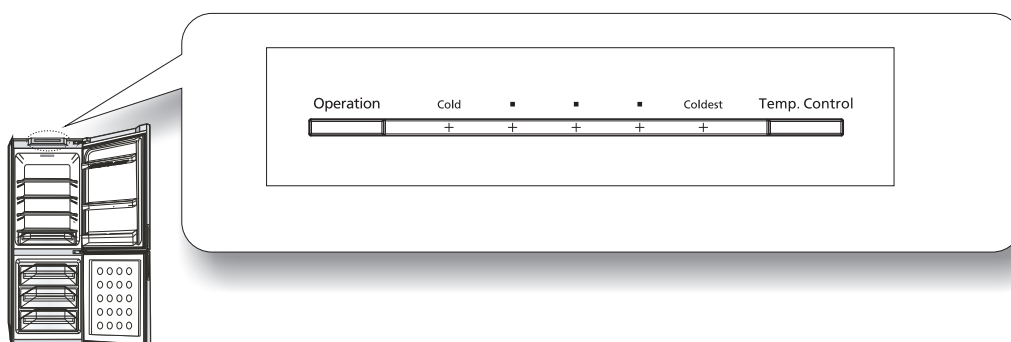 Operation Cold ▪ ▪ ▪ Coldest Temp. Control